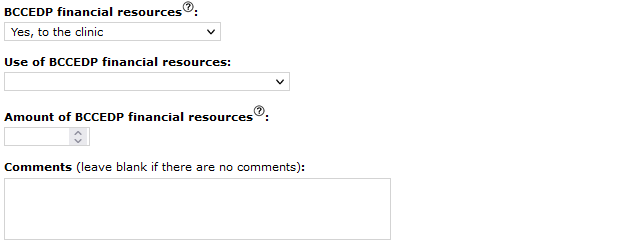 BCCEDP financial resources?:
Yes, to the clinic
Use of BCCEDP financial resources:
Amount of BCCEDP financial resources?:
Comments (leave blank if there are no comments):